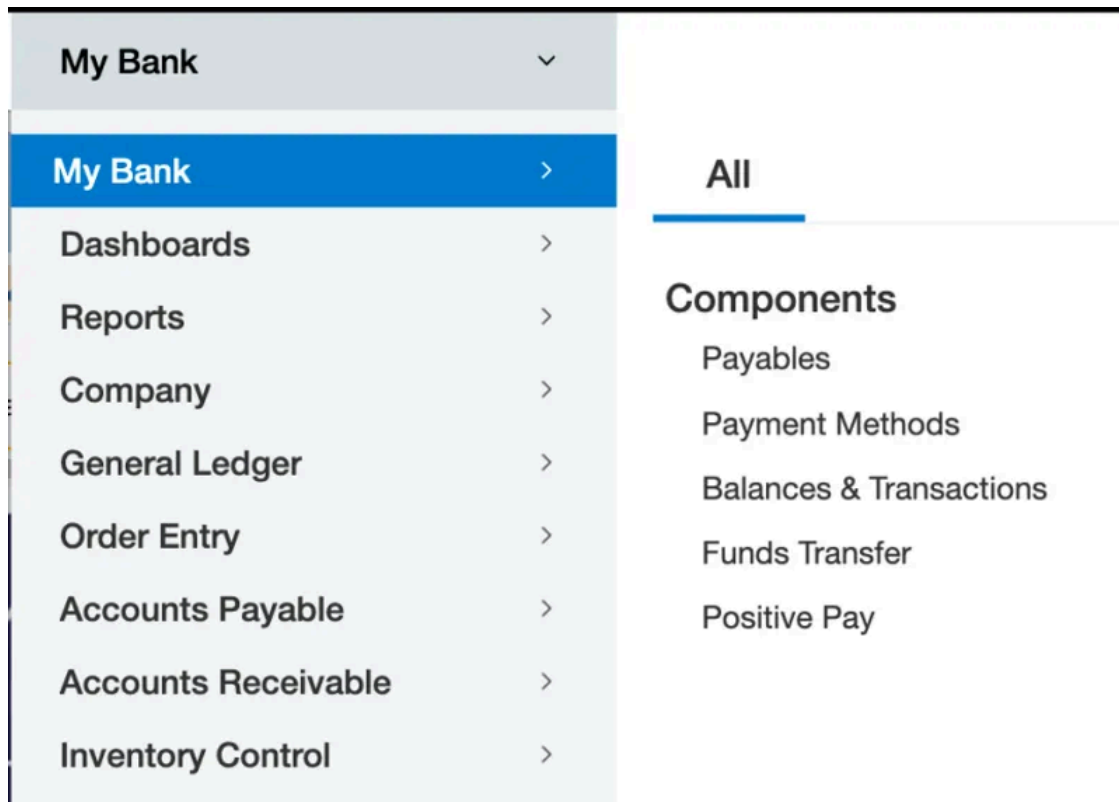 My Bank
My Bank
Dashboards
Reports
Company
General Ledger
Order Entry
Accounts Payable
Accounts Receivable
Inventory Control
All
Components
Payables
Payment Methods
Balances & Transactions
Funds Transfer
Positive Pay